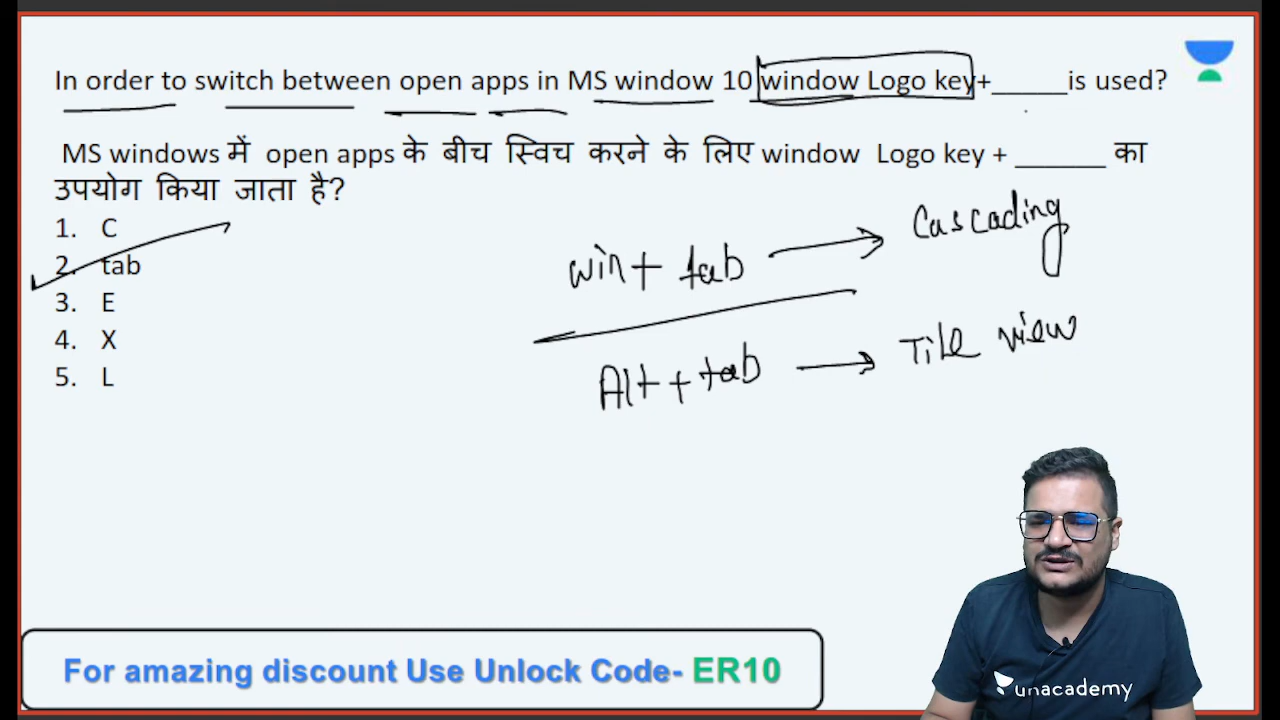 In order to switch between open apps in MS window 10 window Logo key+_____is used?
MS windows में open apps के बीच स्विच करने के लिए window Logo key + ______ का
उपयोग किया जाता है?
1. C
2. tab
3. E
4. X
5. L
win + tab → Cascading
Alt + tab → Tile view
For amazing discount Use Unlock Code- ER10
unacademy